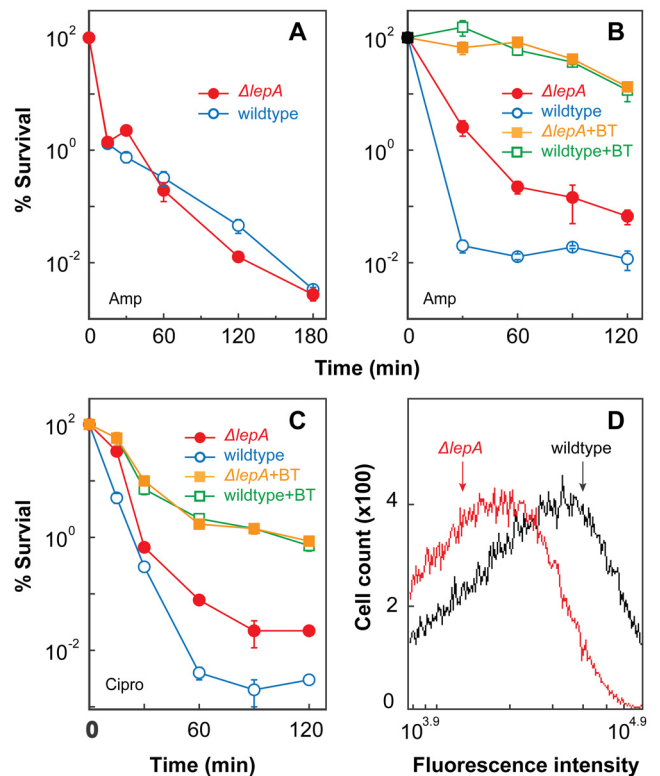 A
10^2
10^0
10^-2
% Survival
ΔlepA
wildtype
Amp
0 60 120 180
B
10^2
10^0
10^-2
ΔlepA
wildtype
ΔlepA+BT
wildtype+BT
Amp
0 60 120
Time (min)
C
10^2
10^0
10^-2
% Survial
ΔlepA
wildtype
ΔlepA+BT
wildtype+BT
Cipro
0 60 120
Time (min)
D
ΔlepA
wildtype
Cell count (x100)
4
2
0
10^3.9 10^4.9
Fluorescence intensity